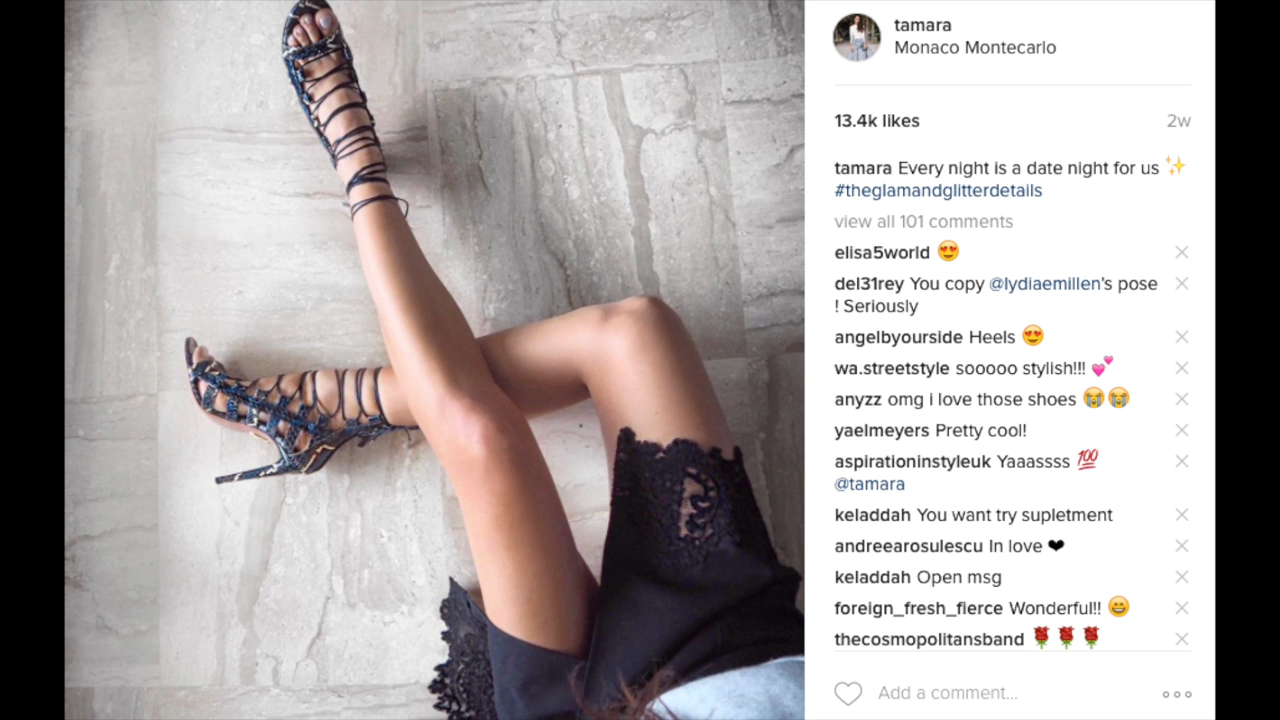 tamara
Monaco Montecarlo
13.4k likes 2w
tamara Every night is a date night for us ✨
#theglamandglitterdetails
view all 101 comments
elisa5world 😍
del31rey You copy @lydiaemillen's pose
! Seriously
angelbyourside Heels 😍
wa.streetstyle sooooo stylish!!! 💕
anyzz omg i love those shoes 😭😭
yaelmeyers Pretty cool!
aspirationinstyleuk Yaaassss 💯
@tamara
keladdah You want try supletment
andreearosulescu In love ❤
keladdah Open msg
foreign_fresh_fierce Wonderful!! 😄
thecosmopolitansband 🌹🌹🌹
Add a comment...